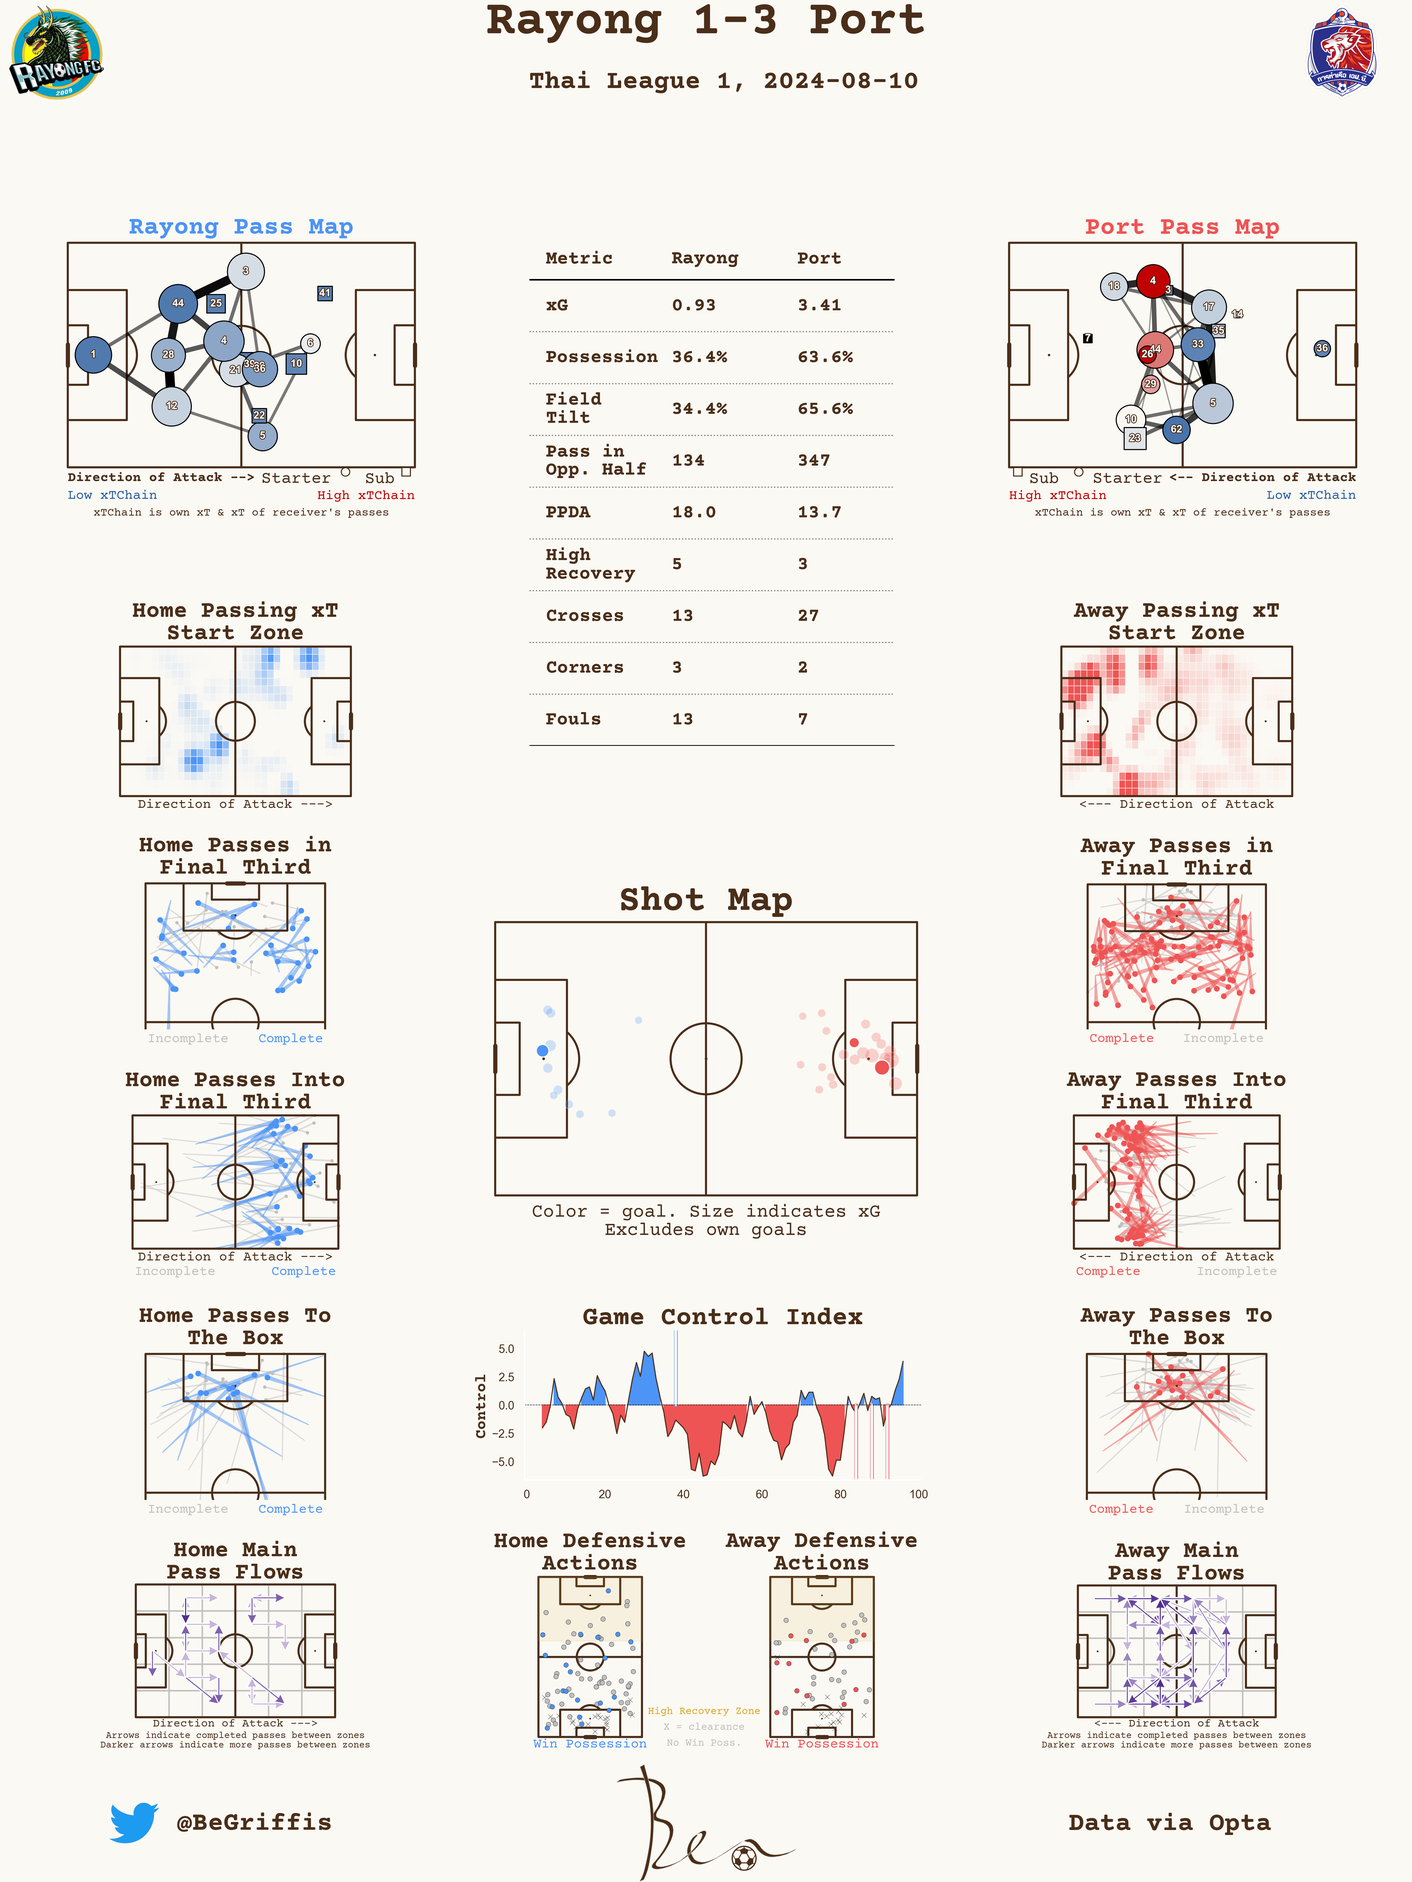 Rayong 1-3 Port
Thai League 1, 2024-08-10
RAYONG FC.
2009
การท่าเรือ เอฟ.ซี
Rayong Pass Map
1
44
28
12
25
3
4
21
39
36
22
5
10
6
41
Direction of Attack --> Starter Sub
Low xTChain High xTChain
xTChain is own xT & xT of receiver's passes
Metric Rayong Port
xG 0.93 3.41
Possession 36.4% 63.6%
Field
Tilt 34.4% 65.6%
Pass in
Opp. Half 134 347
PPDA 18.0 13.7
High
Recovery 5 3
Crosses 13 27
Corners 3 2
Fouls 13 7
Port Pass Map
7
18
4
3
17
14
35
33
44
26
29
10
23
62
5
36
Sub Starter <-- Direction of Attack
High xTChain Low xTChain
xTChain is own xT & xT of receiver's passes
Home Passing xT
Start Zone
Direction of Attack --->
Away Passing xT
Start Zone
<--- Direction of Attack
Home Passes in
Final Third
Incomplete Complete
Away Passes in
Final Third
Complete Incomplete
Shot Map
Color = goal. Size indicates xG
Excludes own goals
Home Passes Into
Final Third
Direction of Attack --->
Incomplete Complete
Away Passes Into
Final Third
<--- Direction of Attack
Complete Incomplete
Home Passes To
The Box
Incomplete Complete
Game Control Index
Control
5.0
2.5
0.0
−2.5
−5.0
0 20 40 60 80 100
Away Passes To
The Box
Complete Incomplete
Home Main
Pass Flows
Direction of Attack --->
Arrows indicate completed passes between zones
Darker arrows indicate more passes between zones
Home Defensive
Actions
Win Possession
Away Defensive
Actions
Win Possession
High Recovery Zone
X = clearance
No Win Poss.
Away Main
Pass Flows
<--- Direction of Attack
Arrows indicate completed passes between zones
Darker arrows indicate more passes between zones
@BeGriffis
Ben
Data via Opta